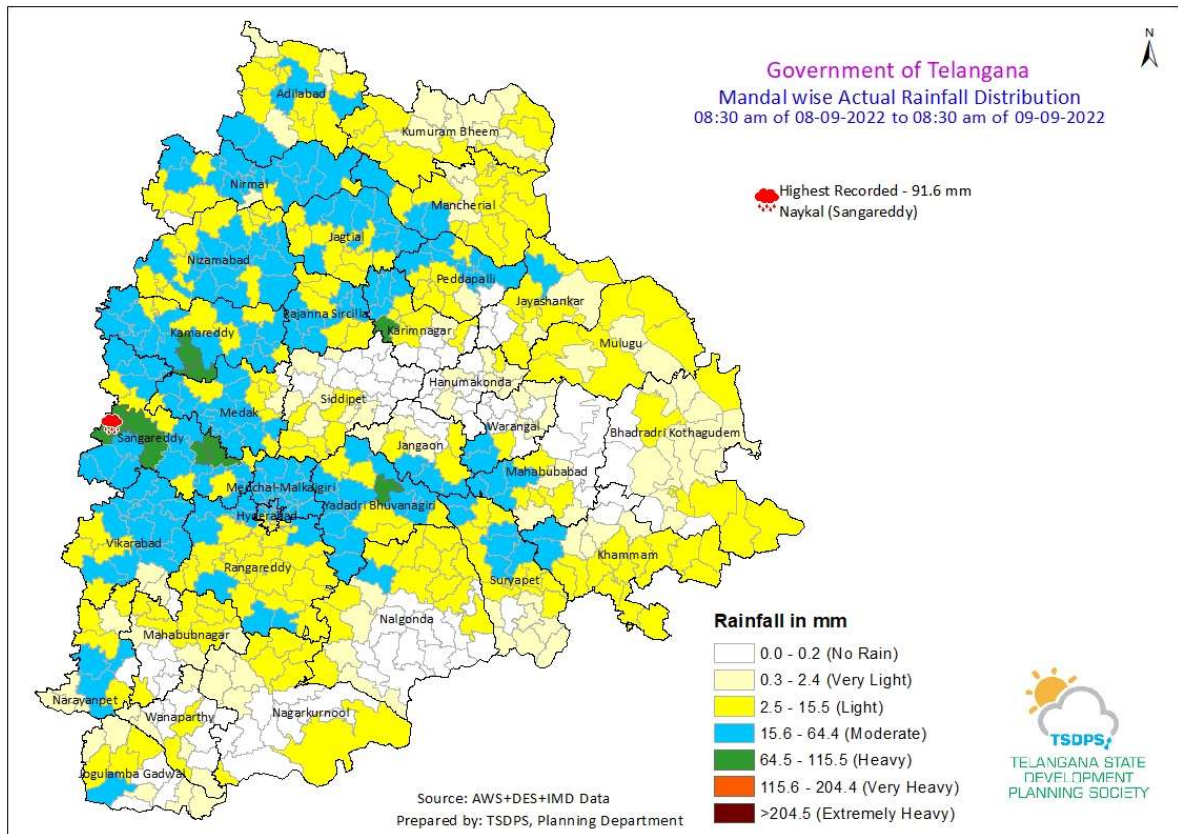 N
Government of Telangana
Mandal wise Actual Rainfall Distribution
08:30 am of 08-09-2022 to 08:30 am of 09-09-2022
Highest Recorded - 91.6 mm
Naykal (Sangareddy)
Adilabad
Kumuram Bheem
Nirmal
Mancherial
Jagtial
Nizamabad
Peddapalli
Jayashankar
Rajanna Sircilla
Kamareddy
Karimnagar
Mulugu
Hanumakonda
Siddipet
Medak
Warangal
Sangareddy
Jangaon
Bhadradri Kothagudem
Mahabubabad
Medchal-Malkajgiri
Yadadri Bhuvanagiri
Hyderabad
Vikarabad
Khammam
Rangareddy
Suryapet
Nalgonda
Mahabubnagar
Narayanpet
Wanaparthy
Nagarkurnool
Jogulamba Gadwal
Rainfall in mm
0.0 - 0.2 (No Rain)
0.3 - 2.4 (Very Light)
2.5 - 15.5 (Light)
15.6 - 64.4 (Moderate)
64.5 - 115.5 (Heavy)
115.6 - 204.4 (Very Heavy)
>204.5 (Extremely Heavy)
TSDPS
TELANGANA STATE
DEVELOPMENT
PLANNING SOCIETY
Source: AWS+DES+IMD Data
Prepared by: TSDPS, Planning Department